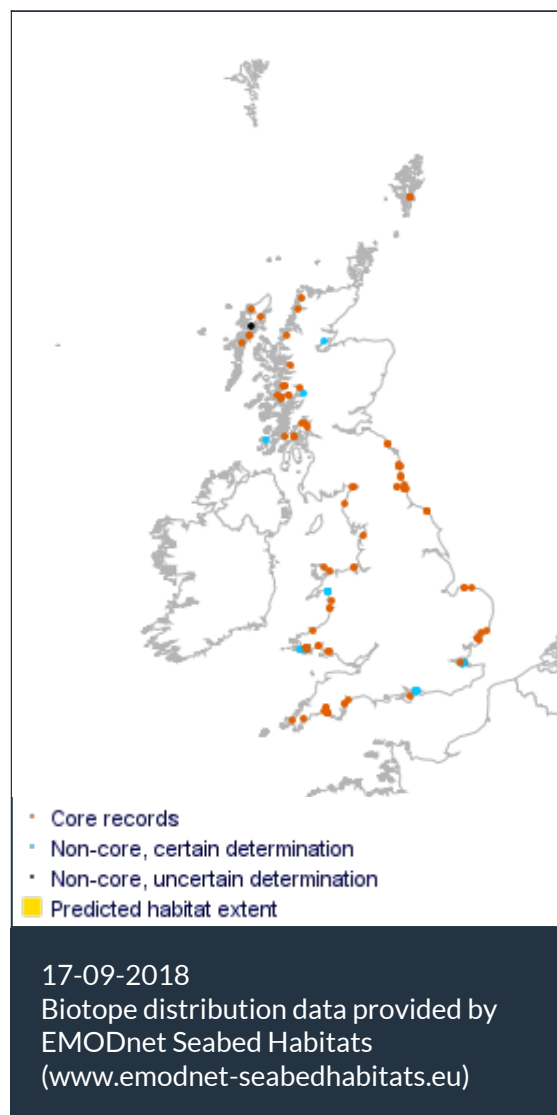 Core records
Non-core, certain determination
Non-core, uncertain determination
Predicted habitat extent
17-09-2018
Biotope distribution data provided by
EMODnet Seabed Habitats
(www.emodnet-seabedhabitats.eu)